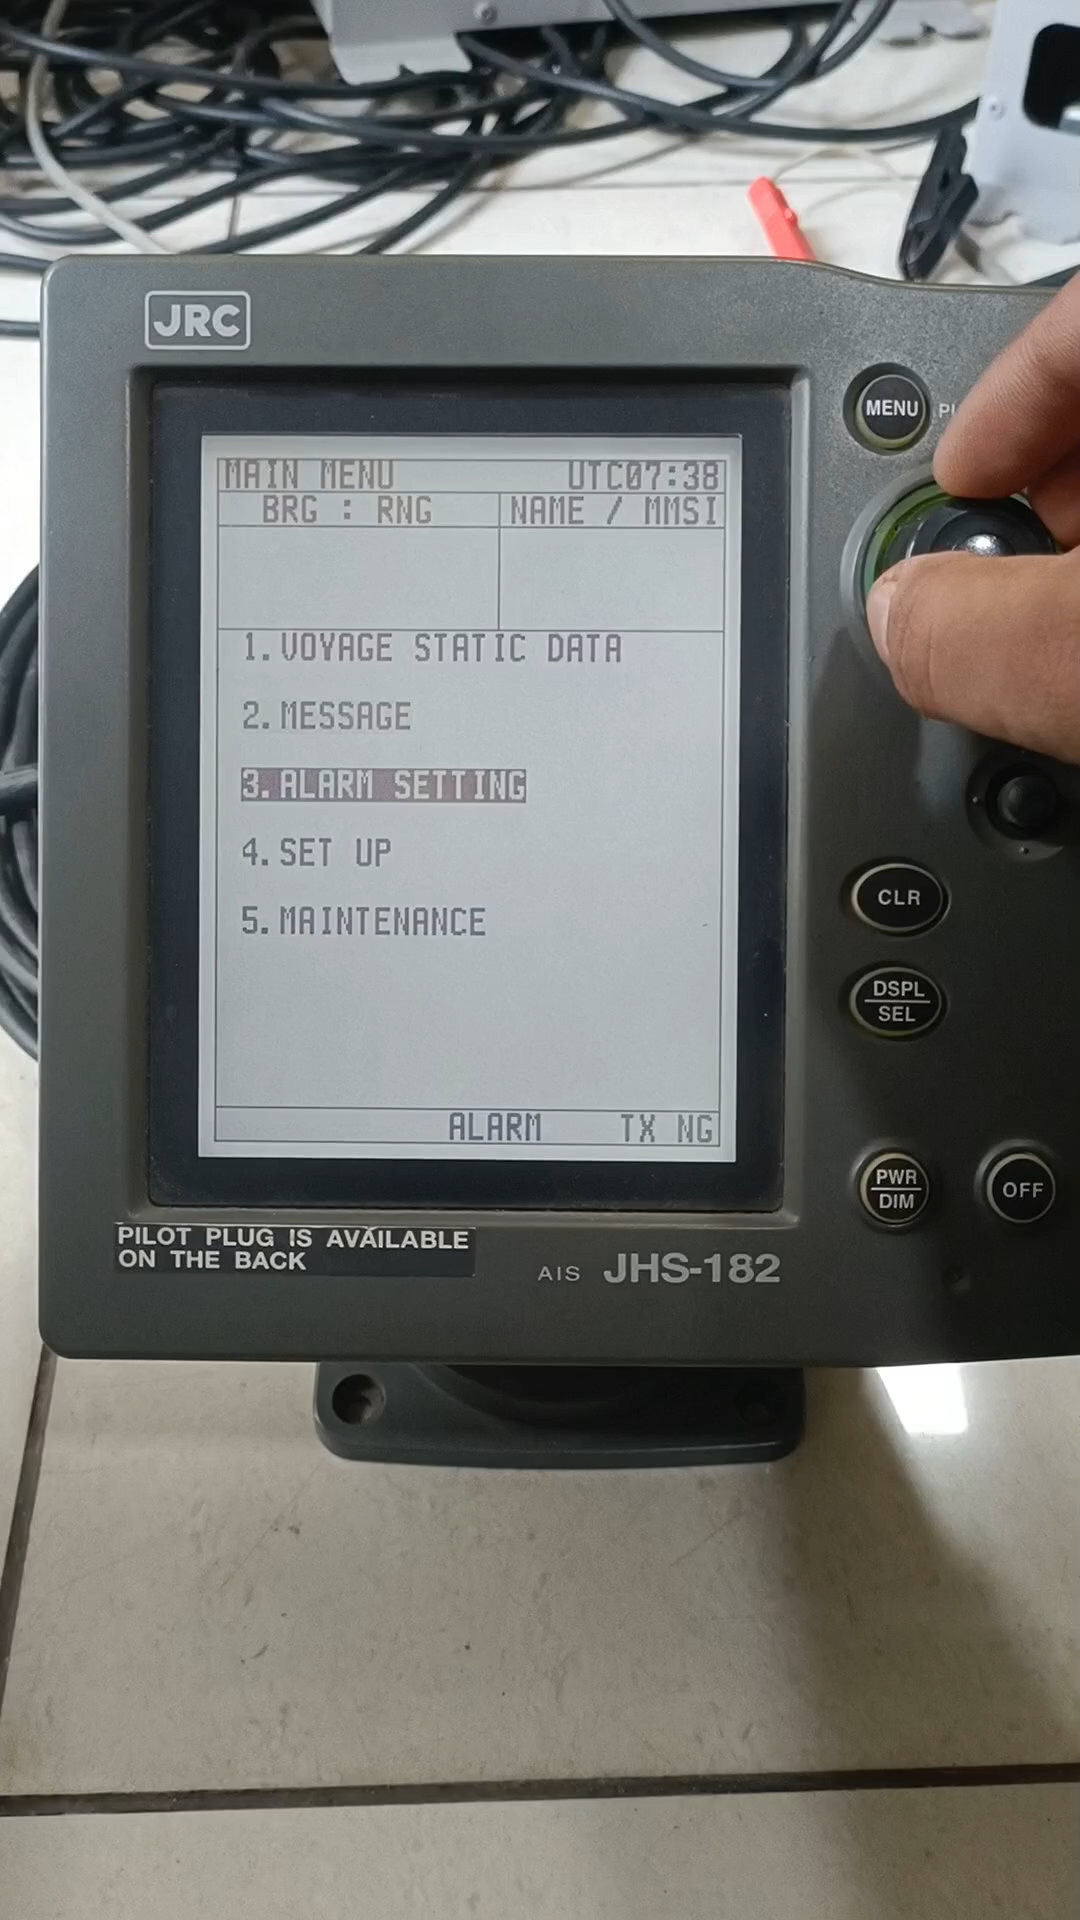 JRC
MENU
MAIN MENU UTC07:38
BRG : RNG NAME / MMSI
1.VOYAGE STATIC DATA
2.MESSAGE
3.ALARM SETTING
4.SET UP
5.MAINTENANCE
CLR
DSPL
SEL
ALARM TX NG
PWR
DIM
OFF
PILOT PLUG IS AVAILABLE
ON THE BACK
AIS JHS-182